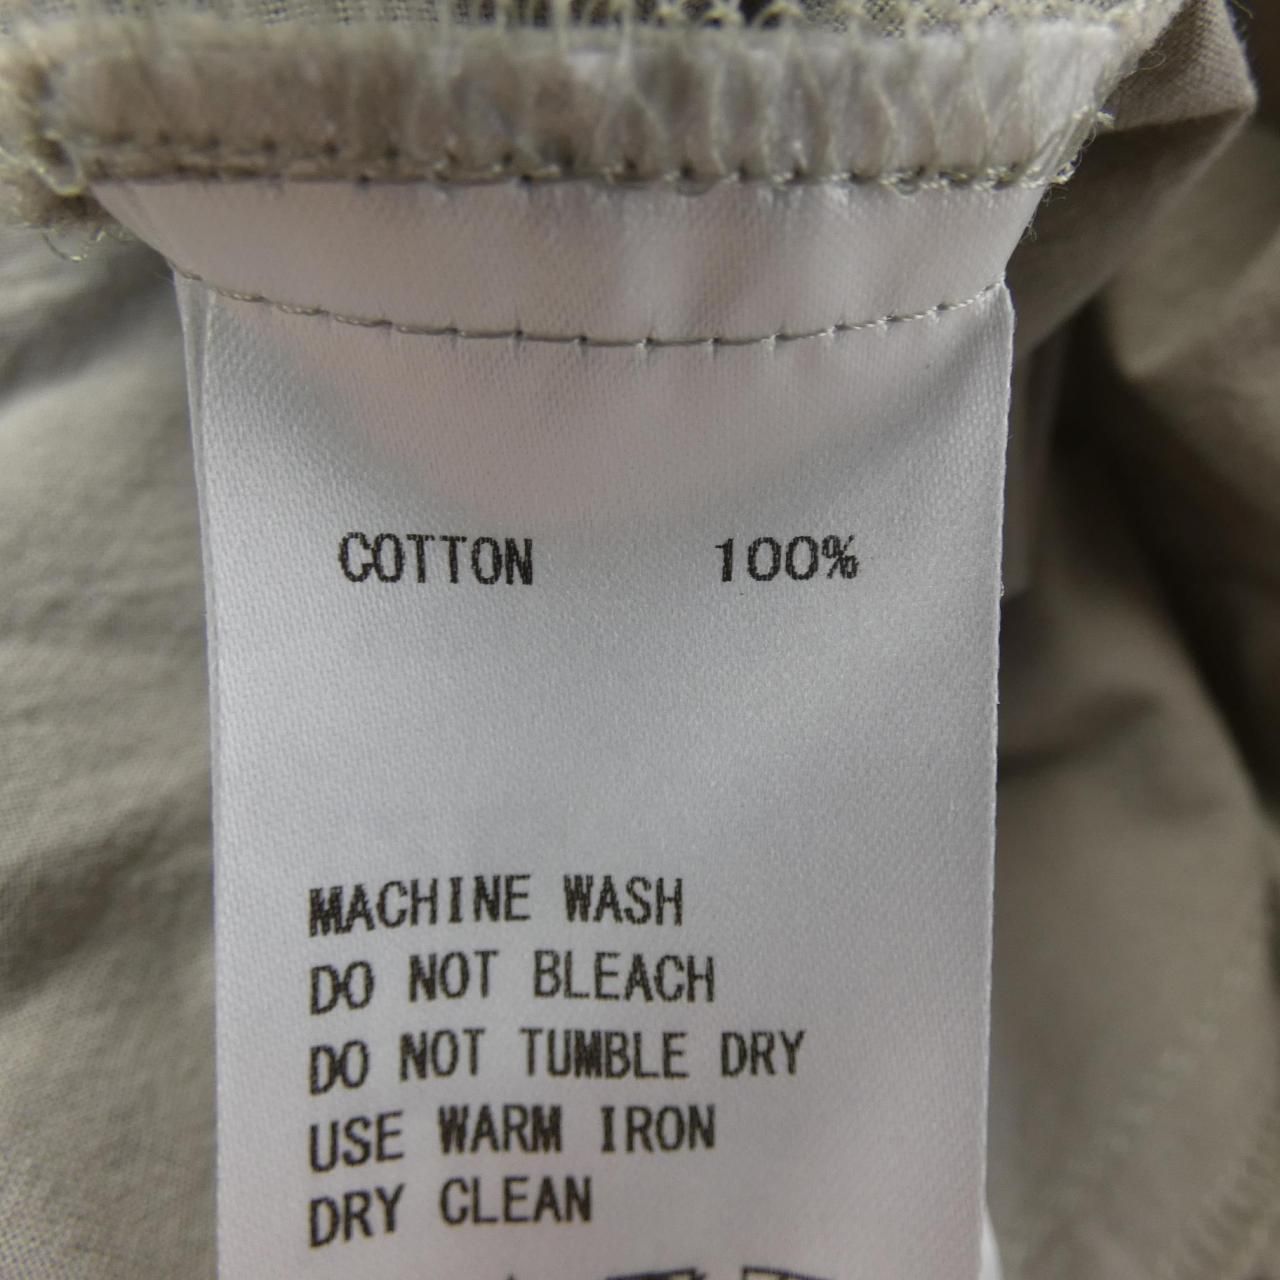 COTTON 100%
MACHINE WASH
DO NOT BLEACH
DO NOT TUMBLE DRY
USE WARM IRON
DRY CLEAN